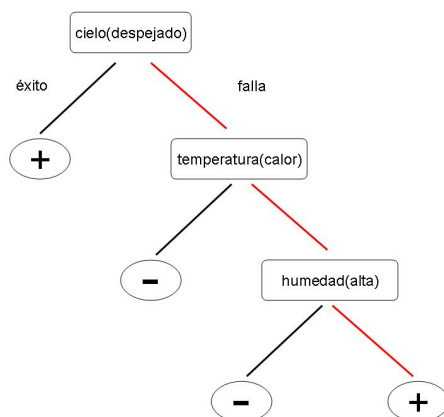 cielo(despejado)
éxito
falla
+
temperatura(calor)
-
humedad(alta)
-
+